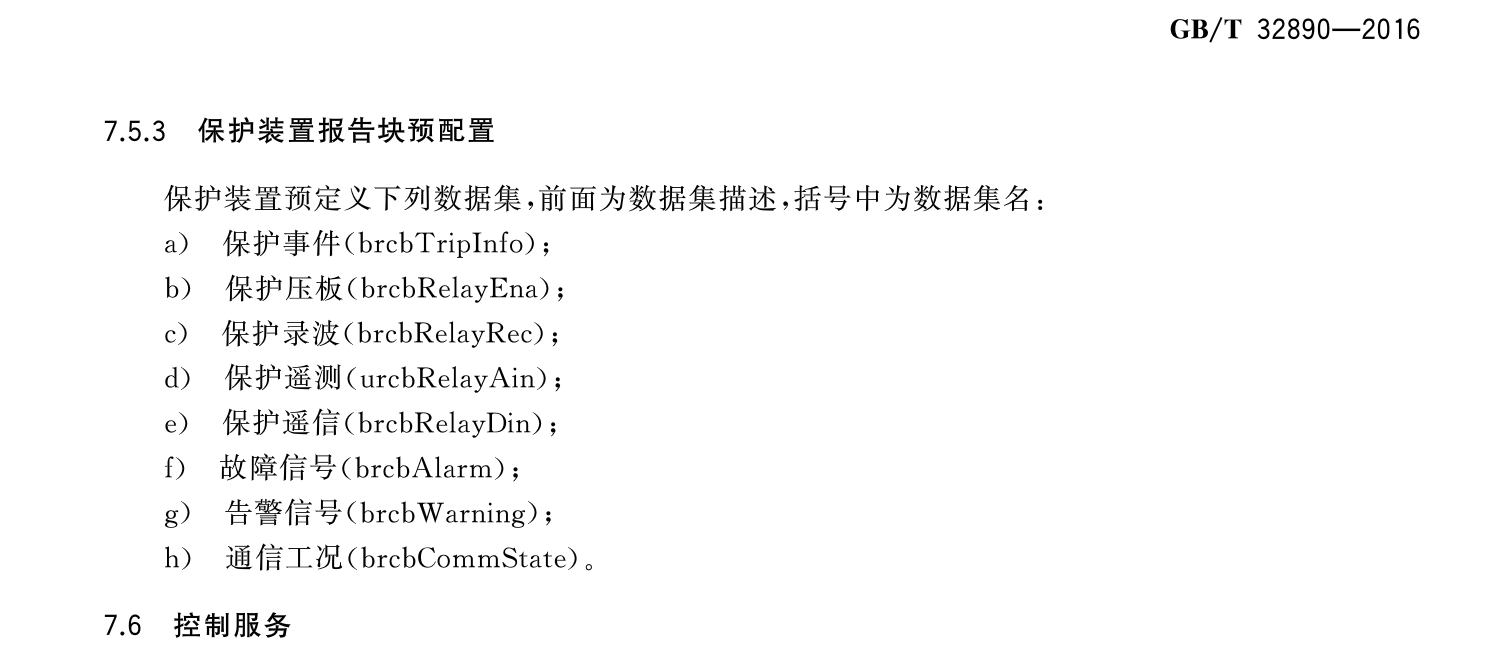 GB/T 32890—2016
7.5.3 保护装置报告块预配置
保护装置预定义下列数据集,前面为数据集描述,括号中为数据集名:
a) 保护事件(brcbTripInfo);
b) 保护压板(brcbRelayEna);
c) 保护录波(brcbRelayRec);
d) 保护遥测(urcbRelayAin);
e) 保护遥信(brcbRelayDin);
f) 故障信号(brcbAlarm);
g) 告警信号(brcbWarning);
h) 通信工况(brcbCommState)。
7.6 控制服务